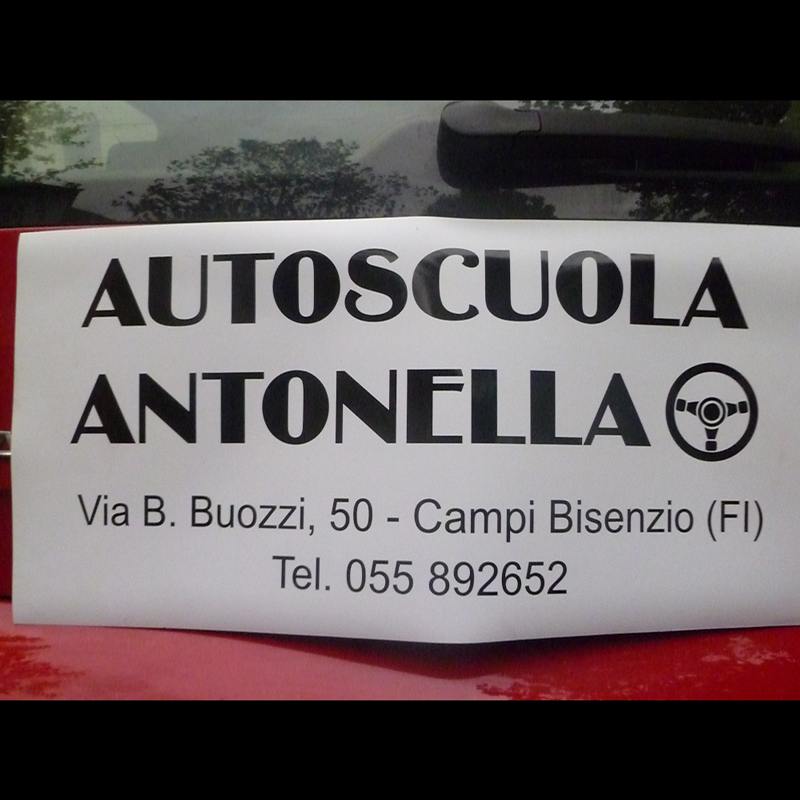 AUTOSCUOLA
ANTONELLA
Via B. Buozzi, 50 - Campi Bisenzio (FI)
Tel. 055 892652